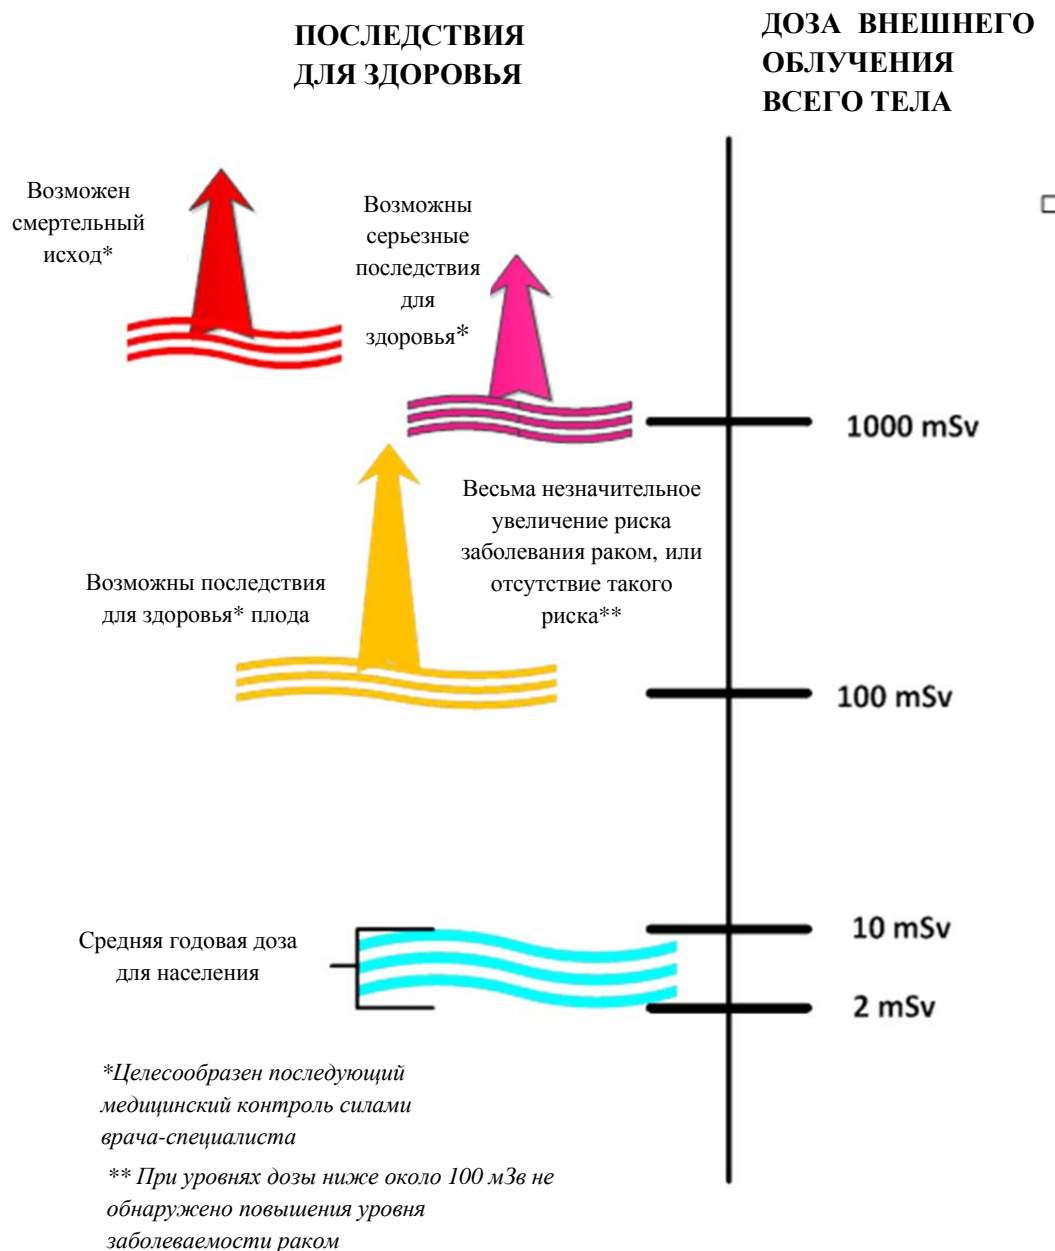 ПОСЛЕДСТВИЯ
ДЛЯ ЗДОРОВЬЯ
ДОЗА ВНЕШНЕГО
ОБЛУЧЕНИЯ
ВСЕГО ТЕЛА
Возможен
смертельный
исход*
Возможны
серьезные
последствия
для
здоровья*
1000 mSv
Весьма незначительное
увеличение риска
заболевания раком, или
отсутствие такого
риска**
Возможны последствия
для здоровья* плода
100 mSv
10 mSv
Средняя годовая доза
для населения
2 mSv
*Целесообразен последующий
медицинский контроль силами
врача-специалиста
** При уровнях дозы ниже около 100 мЗв не
обнаружено повышения уровня
заболеваемости раком